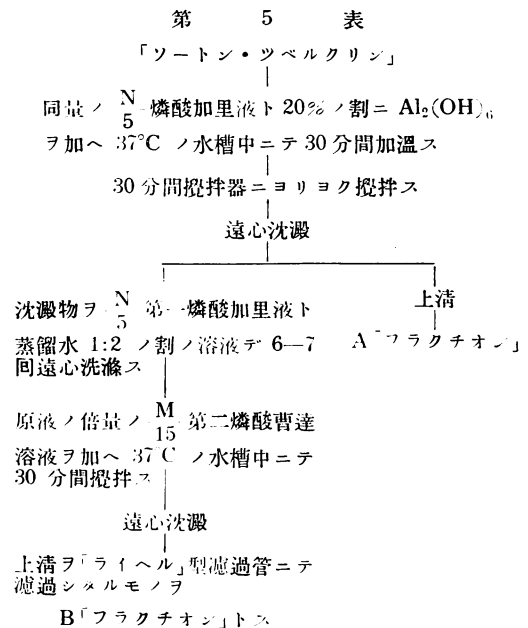 第 5 表
「ソートン・ツベルクリン」
同量ノ N/5 燐酸加里液ト 20% ノ割ニ Al₂(OH)₆
ヲ加ヘ 37°C ノ水槽中ニテ 30 分間加温ス
30 分間攪拌器ニヨリヨク攪拌ス
遠心沈澱
沈澱物ヲ N/5 第一燐酸加里液ト
蒸餾水 1:2 ノ割ノ溶液デ 6—7
回遠心洗滌ス
上清
A「フラクチオン」
原液ノ倍量ノ M/15 第二燐酸曹達
溶液ヲ加ヘ 37°C ノ水槽中ニテ
30 分間攪拌ス
遠心沈澱
上清ヲ「ライヘル」型濾過管ニテ
濾過シタルモノヲ
B「フラクチオン」トス